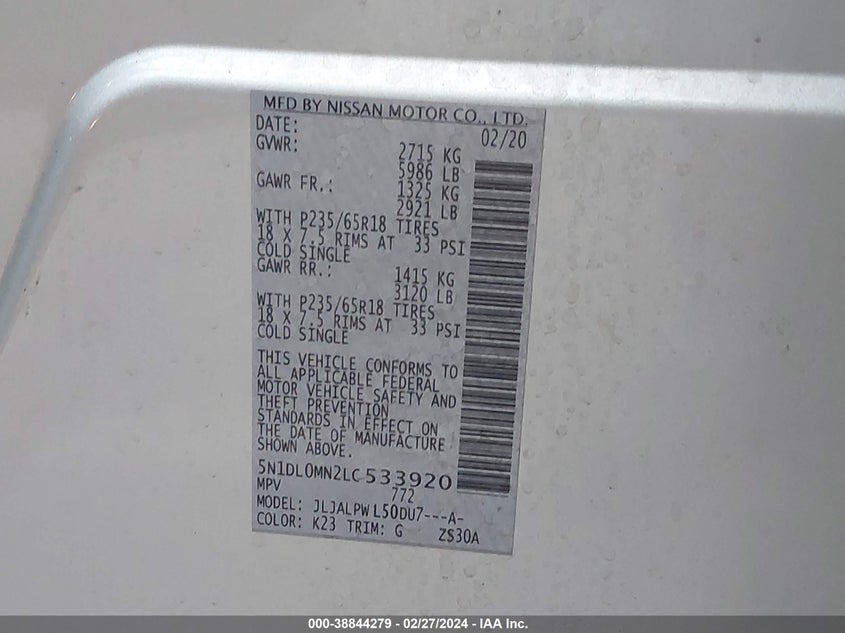 MFD BY NISSAN MOTOR CO., LTD.
DATE: 02/20
GVWR: 2715 KG
5986 LB
GAWR FR.: 1325 KG
2921 LB
WITH P235/65R18 TIRES
18 X 7.5 RIMS AT 33 PSI
COLD SINGLE
GAWR RR.: 1415 KG
3120 LB
WITH P235/65R18 TIRES
18 X 7.5 RIMS AT 33 PSI
COLD SINGLE
THIS VEHICLE CONFORMS TO
ALL APPLICABLE FEDERAL
MOTOR VEHICLE SAFETY AND
THEFT PREVENTION
STANDARDS IN EFFECT ON
THE DATE OF MANUFACTURE
SHOWN ABOVE.
5N1DL0MN2LC533920
MPV 772
MODEL: JLJALPWL50DU7---A-
COLOR: K23 TRIM: G ZS30A
000-38844279 - 02/27/2024 - IAA Inc.